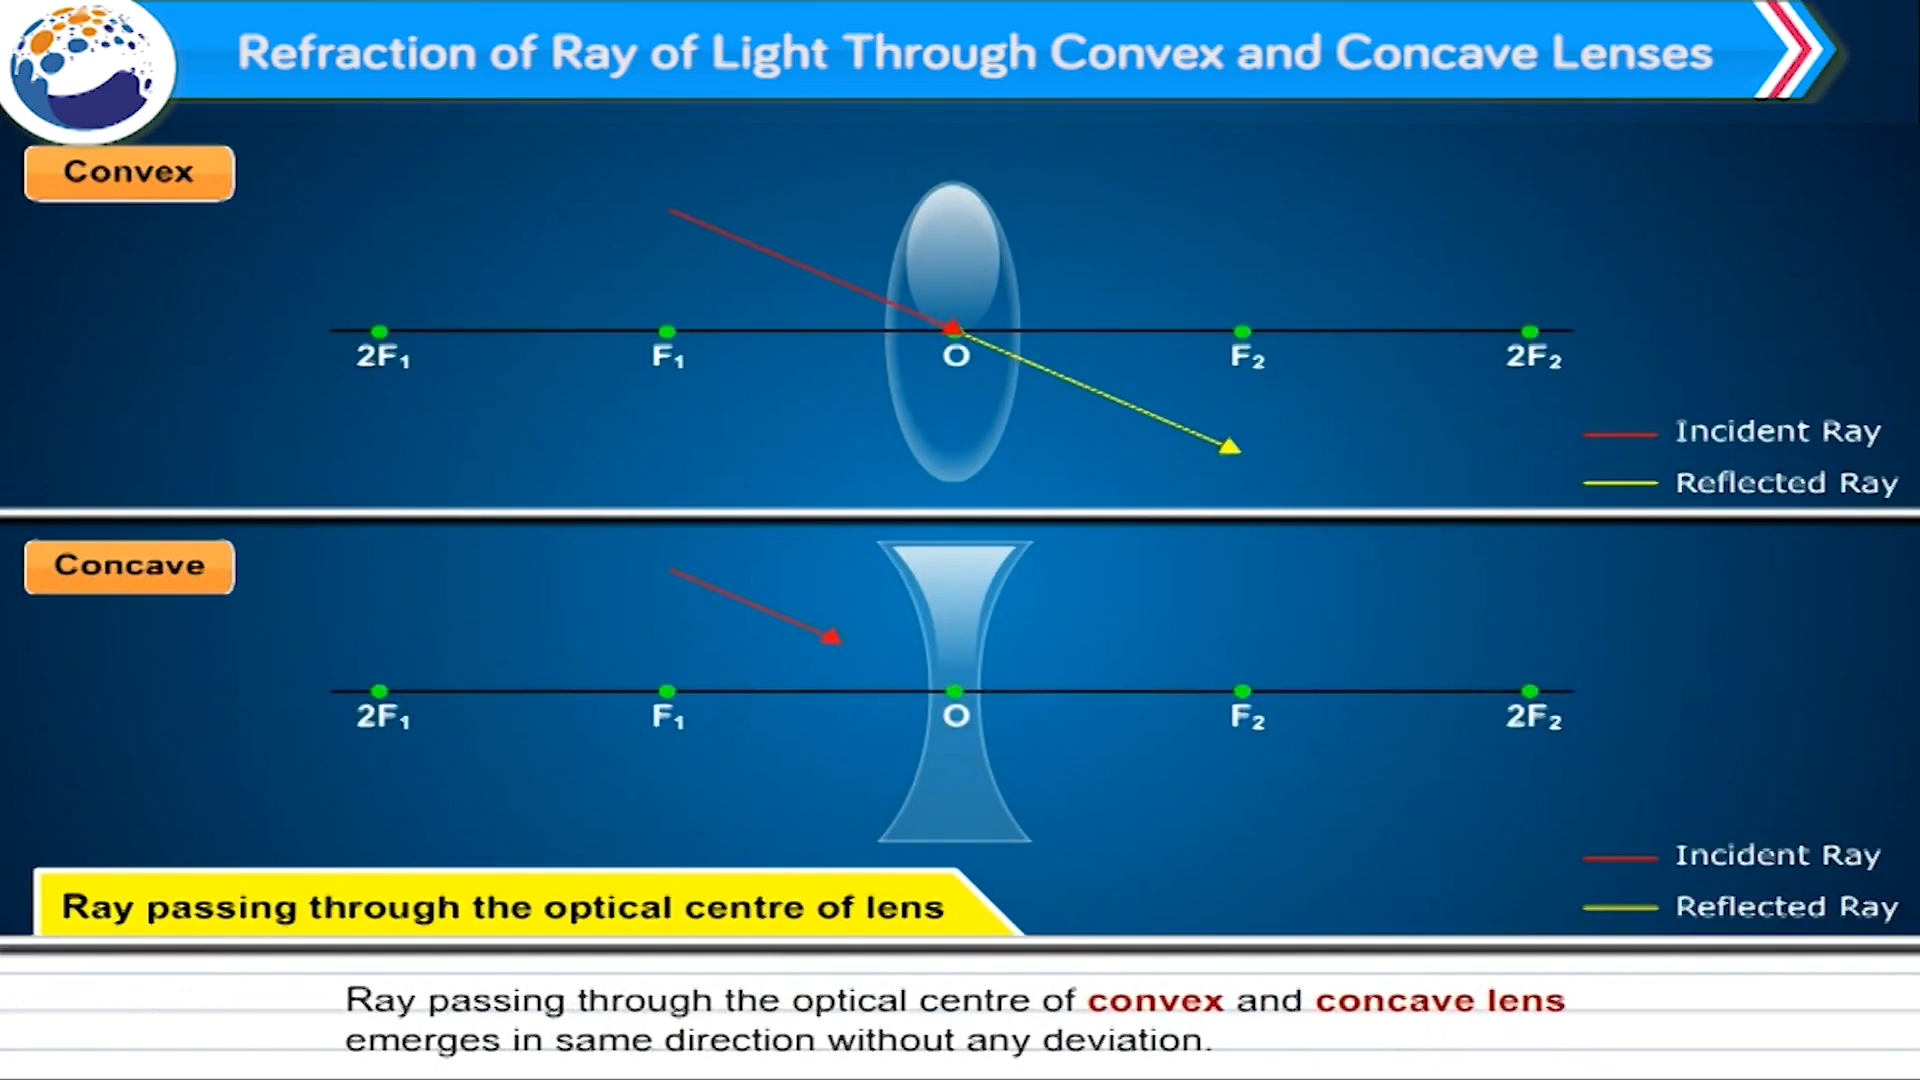 Refraction of Ray of Light Through Convex and Concave Lenses
Convex
2F₁ F₁ O F₂ 2F₂
Incident Ray
Reflected Ray
Concave
2F₁ F₁ O F₂ 2F₂
Incident Ray
Reflected Ray
Ray passing through the optical centre of lens
Ray passing through the optical centre of convex and concave lens
emerges in same direction without any deviation.